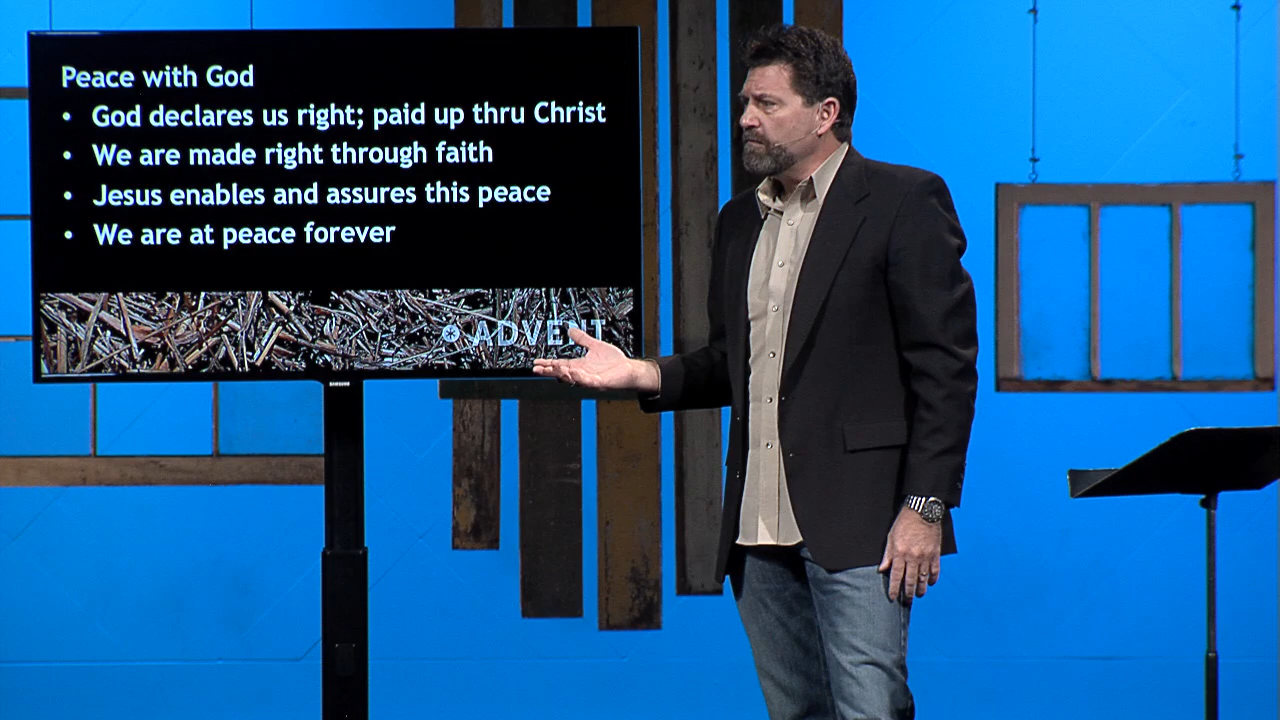 Peace with God
• God declares us right; paid up thru Christ
• We are made right through faith
• Jesus enables and assures this peace
• We are at peace forever
ADVENT
SAMSUNG